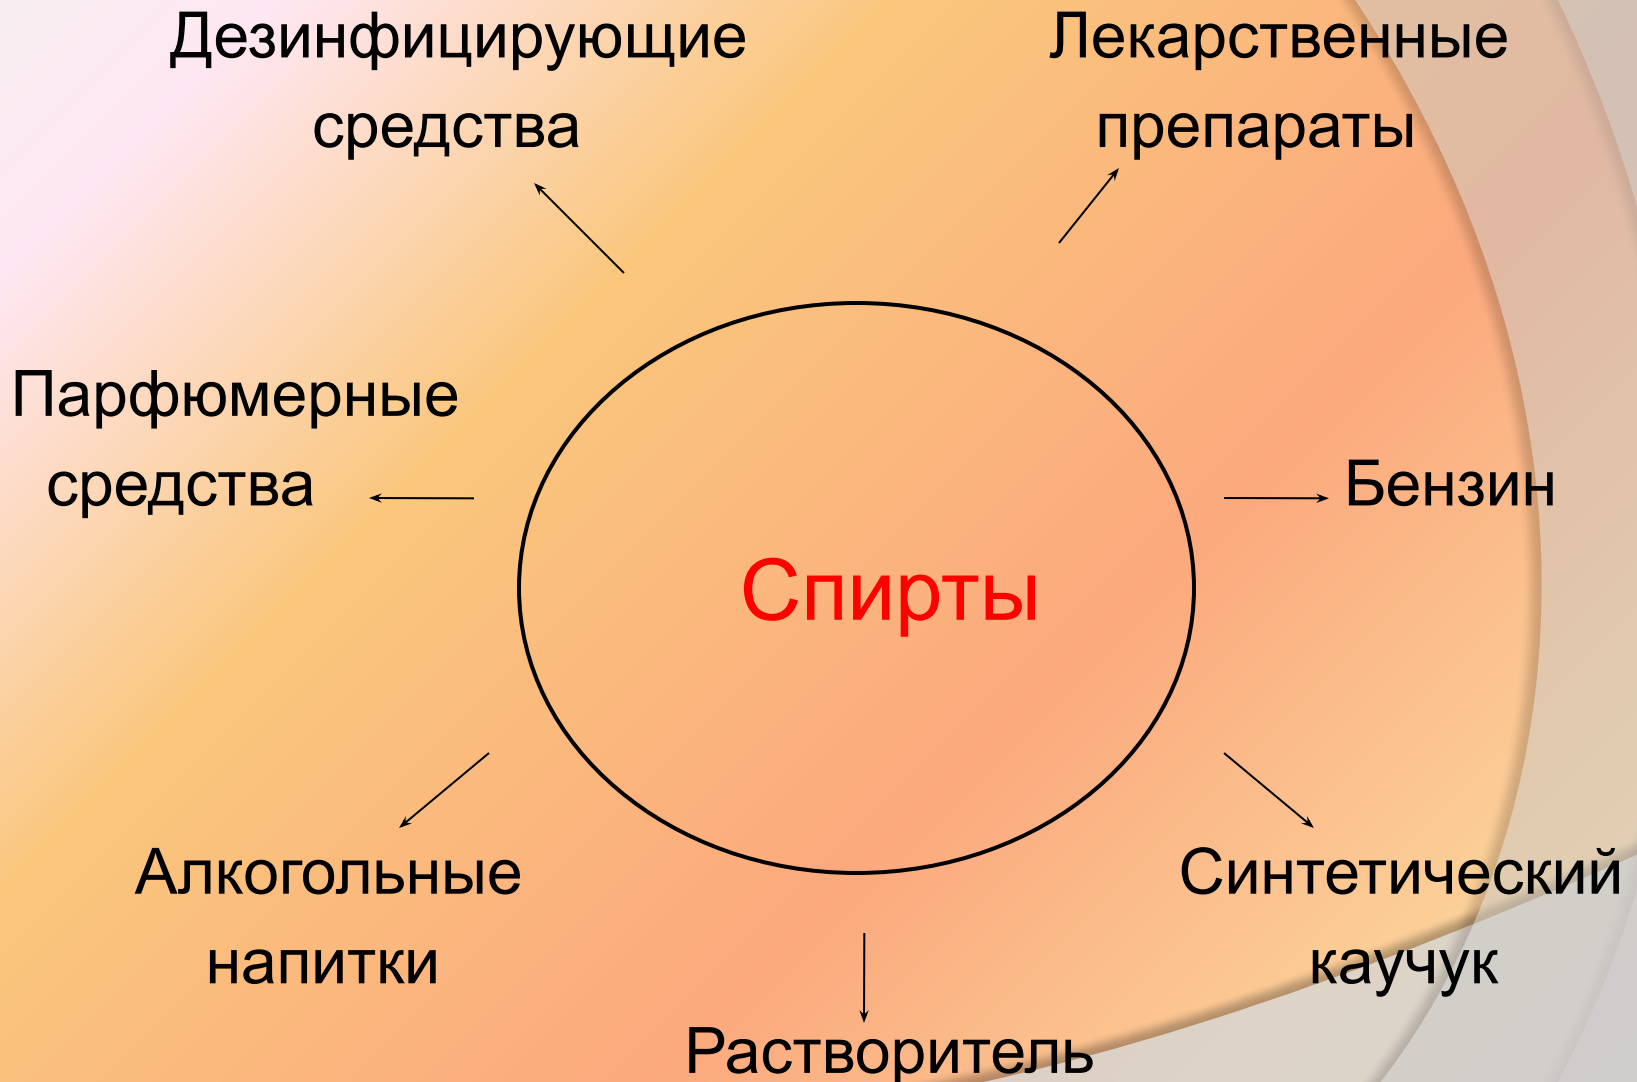 Дезинфицирующие
средства
Лекарственные
препараты
Парфюмерные
средства
Бензин
Спирты
Алкогольные
напитки
Синтетический
каучук
Растворитель